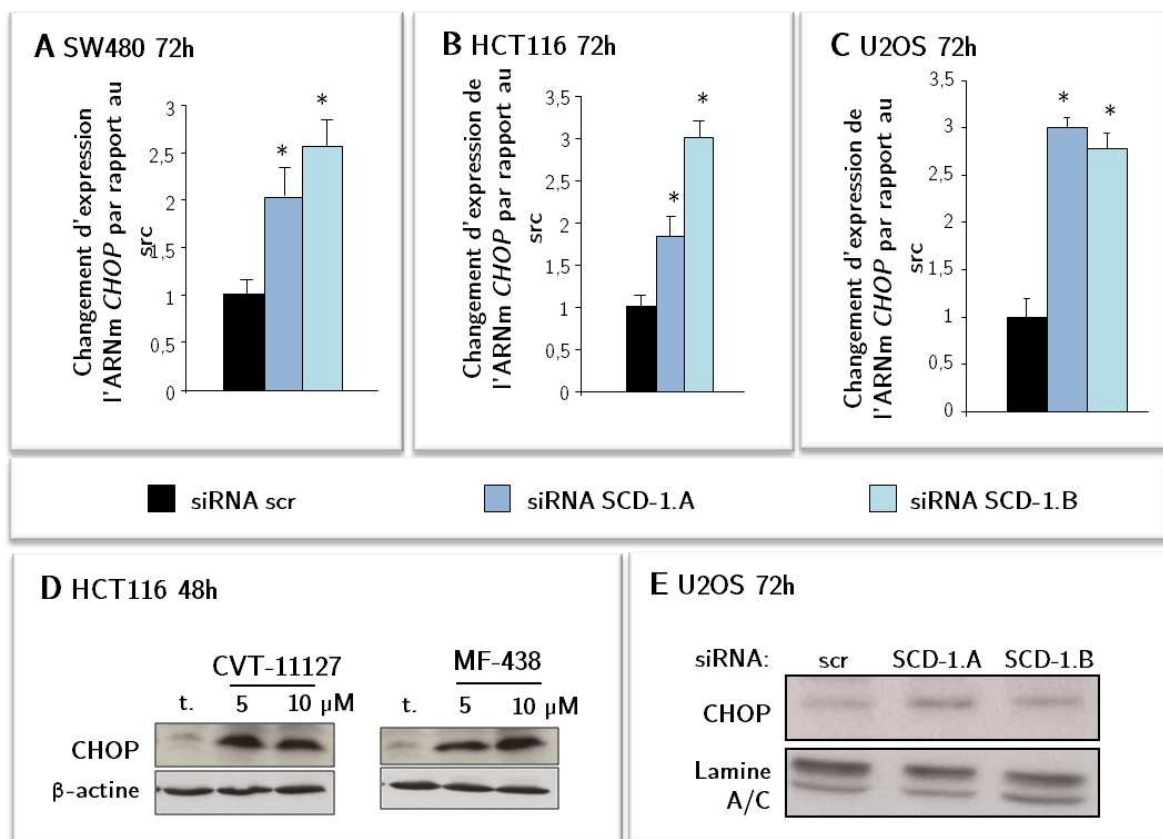 A SW480 72h
Changement d'expression
l'ARNm CHOP par rapport au
src
3
2,5
2
1,5
1
0,5
0
*
*
B HCT116 72h
Changement d'expression de
l'ARNm CHOP par rapport au
src
3,5
3
2,5
2
1,5
1
0,5
0
*
*
C U2OS 72h
Changement d'expression de
l'ARNm CHOP par rapport au
src
3,5
3
2,5
2
1,5
1
0,5
0
*
*
siRNA scr
siRNA SCD-1.A
siRNA SCD-1.B
D HCT116 48h
CVT-11127
MF-438
t. 5 10 µM
t. 5 10 µM
CHOP
β-actine
E U2OS 72h
siRNA: scr SCD-1.A SCD-1.B
CHOP
Lamine
A/C